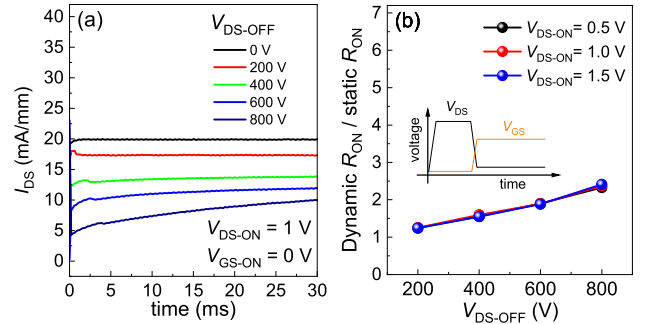 (a)
V_DS-OFF
0 V
200 V
400 V
600 V
800 V
V_DS-ON = 1 V
V_GS-ON = 0 V
40
35
30
25
20
15
10
5
0
I_DS (mA/mm)
0 5 10 15 20 25 30
time (ms)
(b)
V_DS-ON= 0.5 V
V_DS-ON= 1.0 V
V_DS-ON= 1.5 V
voltage
V_DS
V_GS
time
7
6
5
4
3
2
1
0
Dynamic R_ON / static R_ON
200 400 600 800
V_DS-OFF (V)